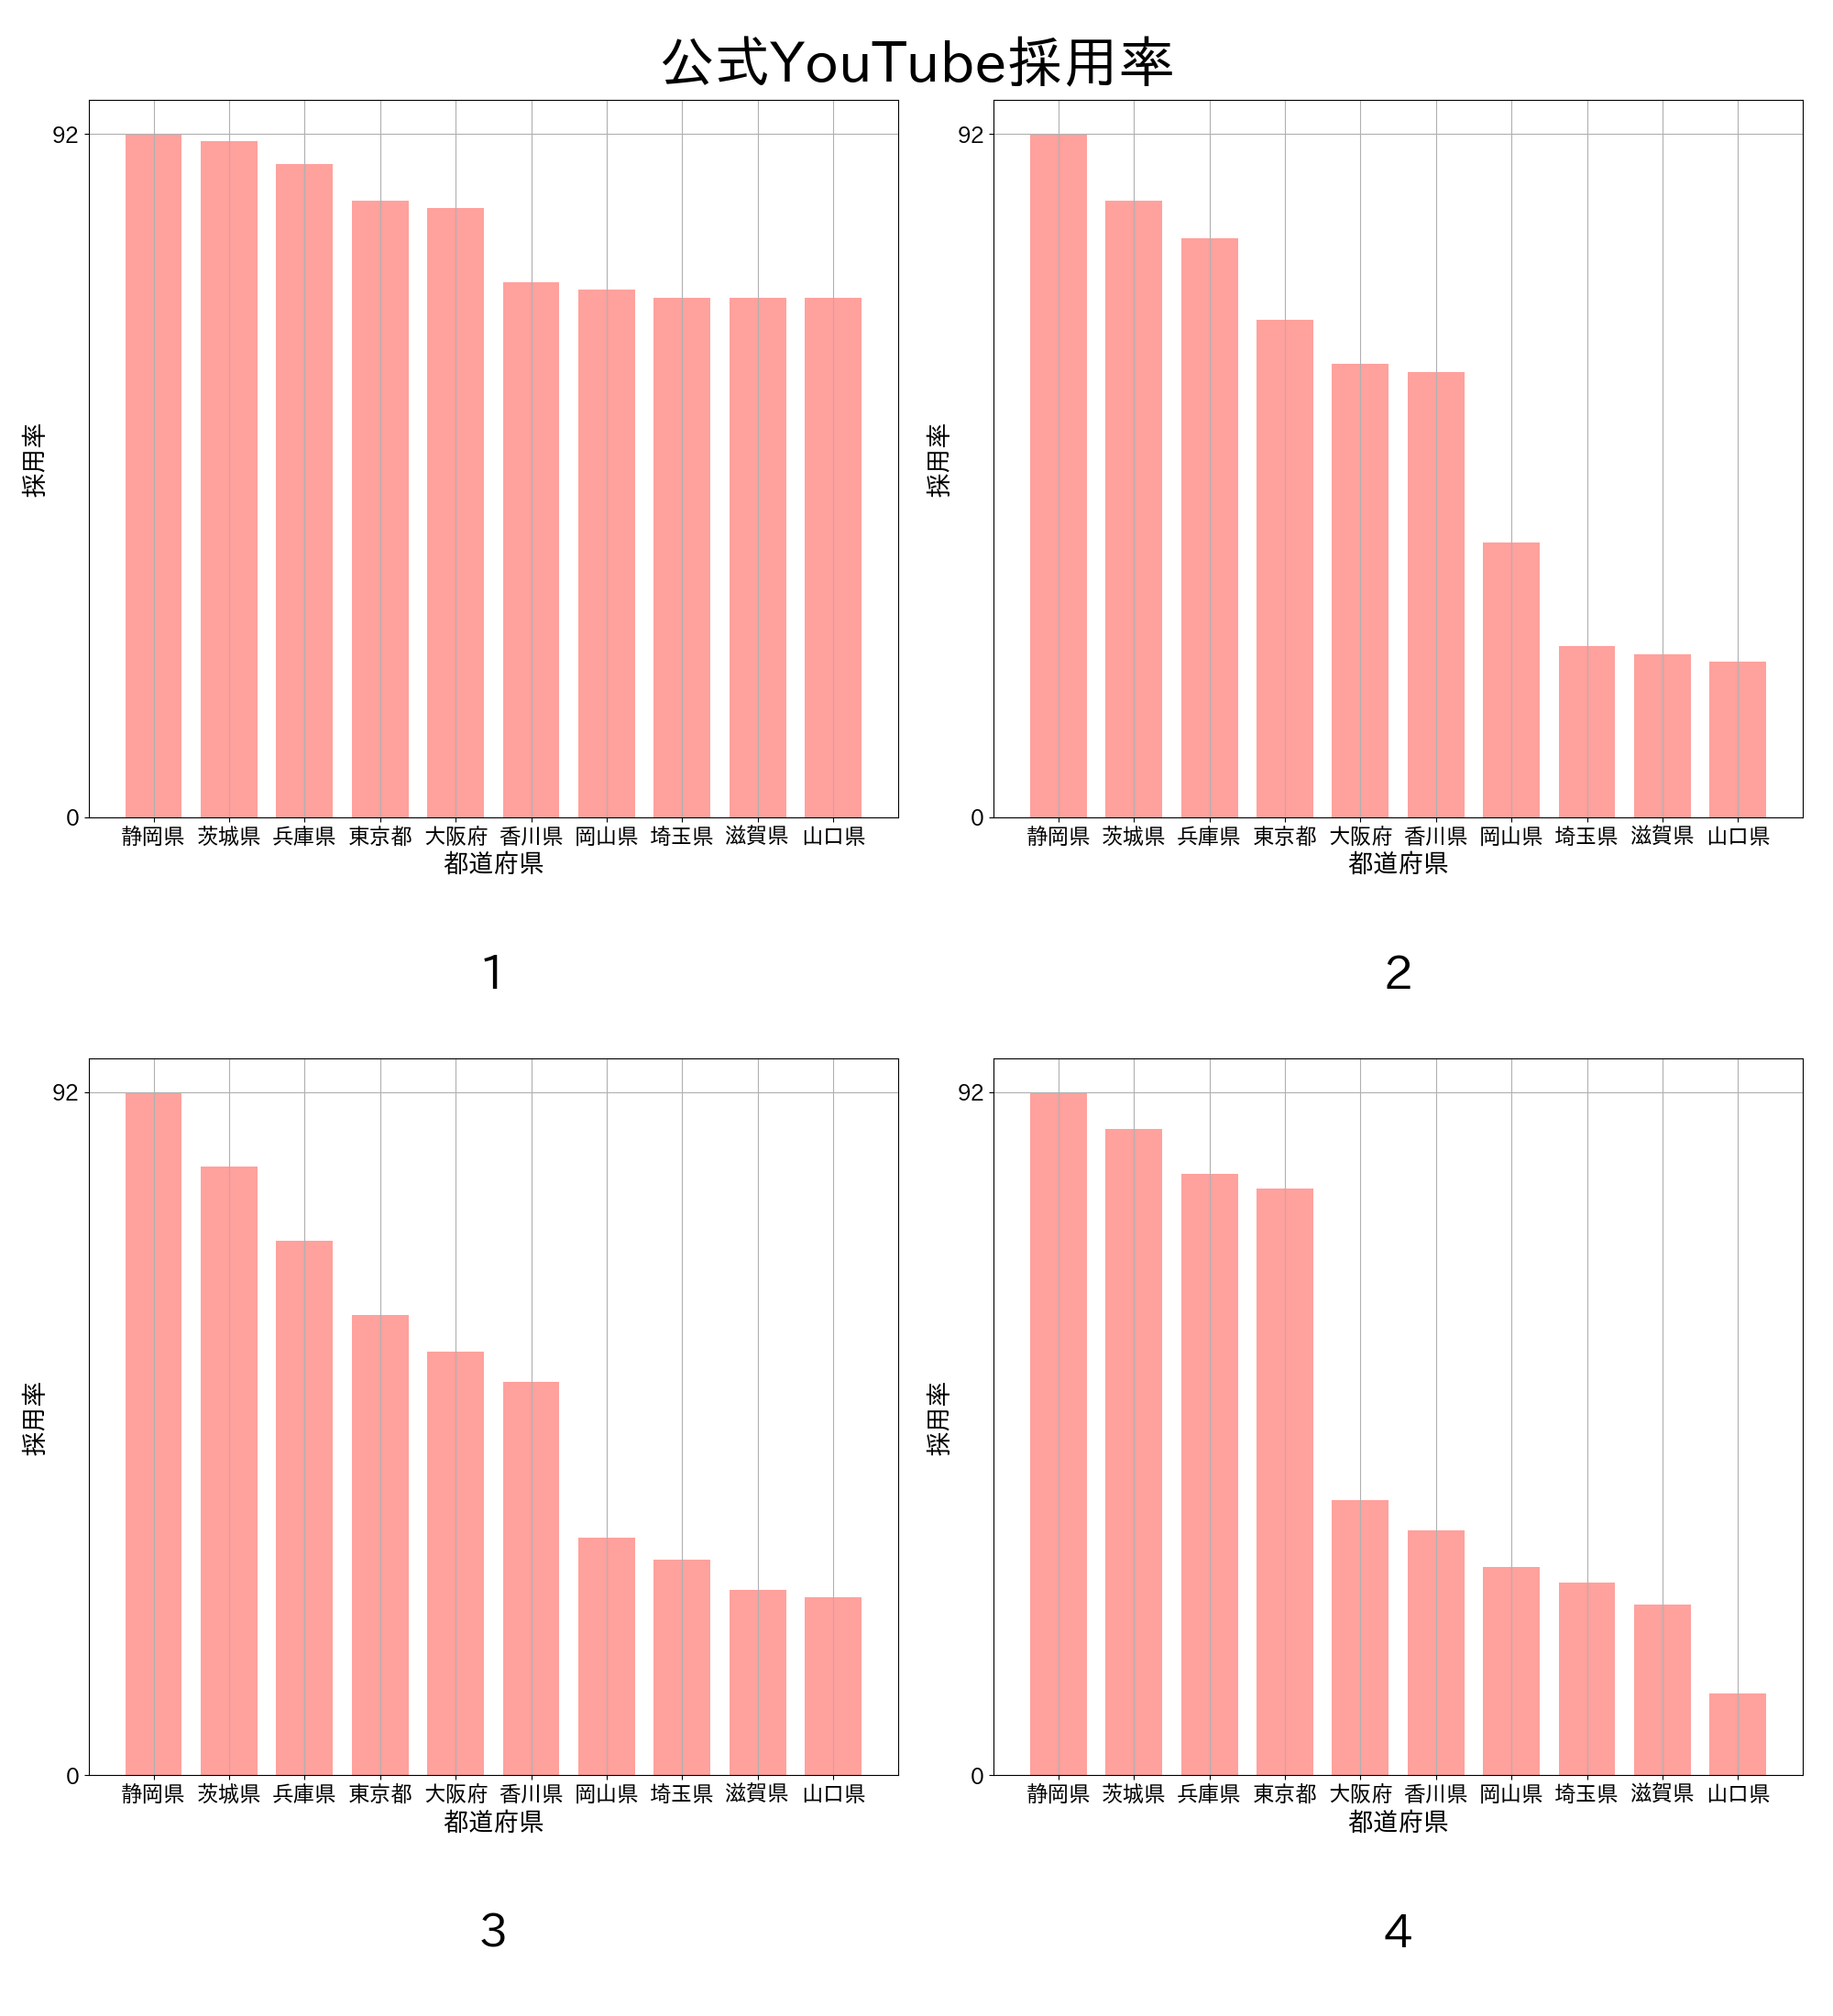 公式YouTube採用率
92
採用率
0
静岡県 茨城県 兵庫県 東京都 大阪府 香川県 岡山県 埼玉県 滋賀県 山口県
都道府県
1
92
採用率
0
静岡県 茨城県 兵庫県 東京都 大阪府 香川県 岡山県 埼玉県 滋賀県 山口県
都道府県
2
92
採用率
0
静岡県 茨城県 兵庫県 東京都 大阪府 香川県 岡山県 埼玉県 滋賀県 山口県
都道府県
3
92
採用率
0
静岡県 茨城県 兵庫県 東京都 大阪府 香川県 岡山県 埼玉県 滋賀県 山口県
都道府県
4